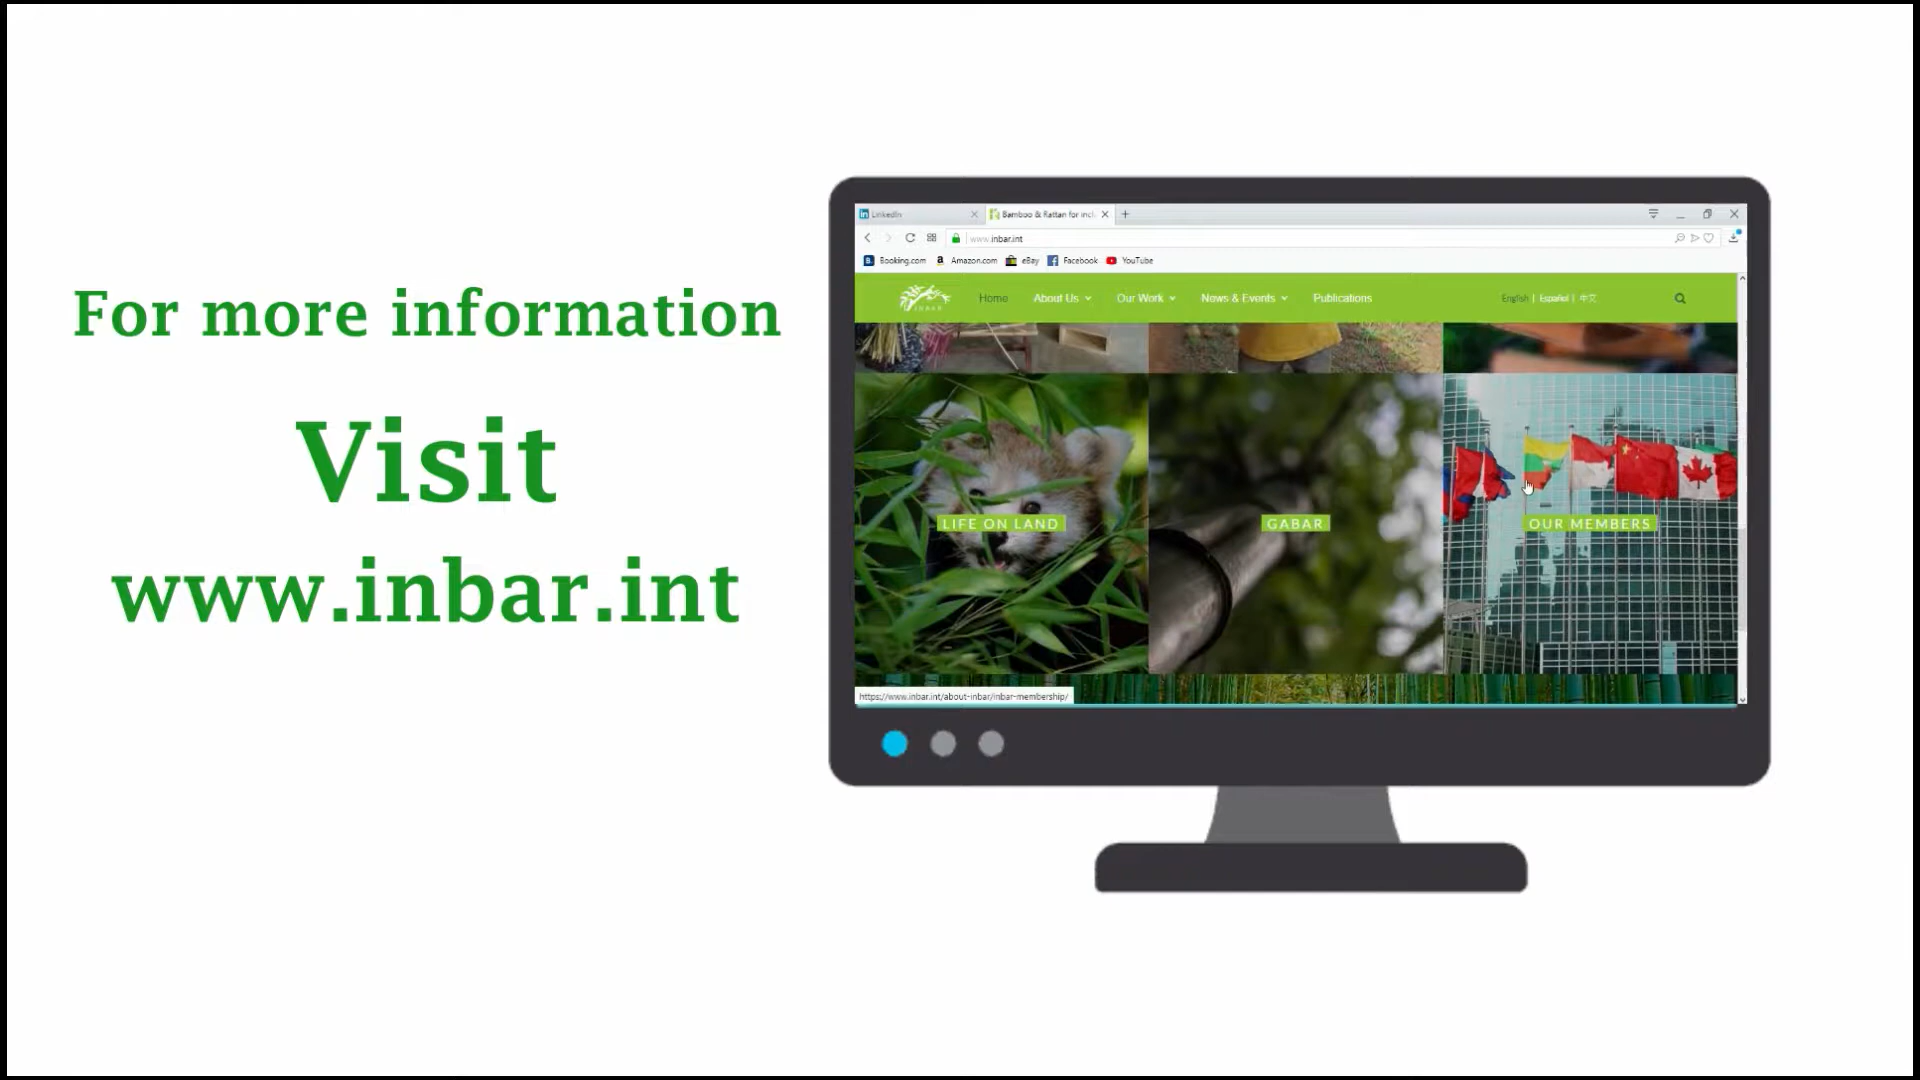 For more information
Visit
www.inbar.int
LinkedIn
Bamboo & Rattan for incl
www.inbar.int
Booking.com Amazon.com eBay Facebook YouTube
INBAR Home About Us Our Work News & Events Publications English | Español | 中文
LIFE ON LAND GABAR OUR MEMBERS
https://www.inbar.int/about-inbar/inbar-membership/